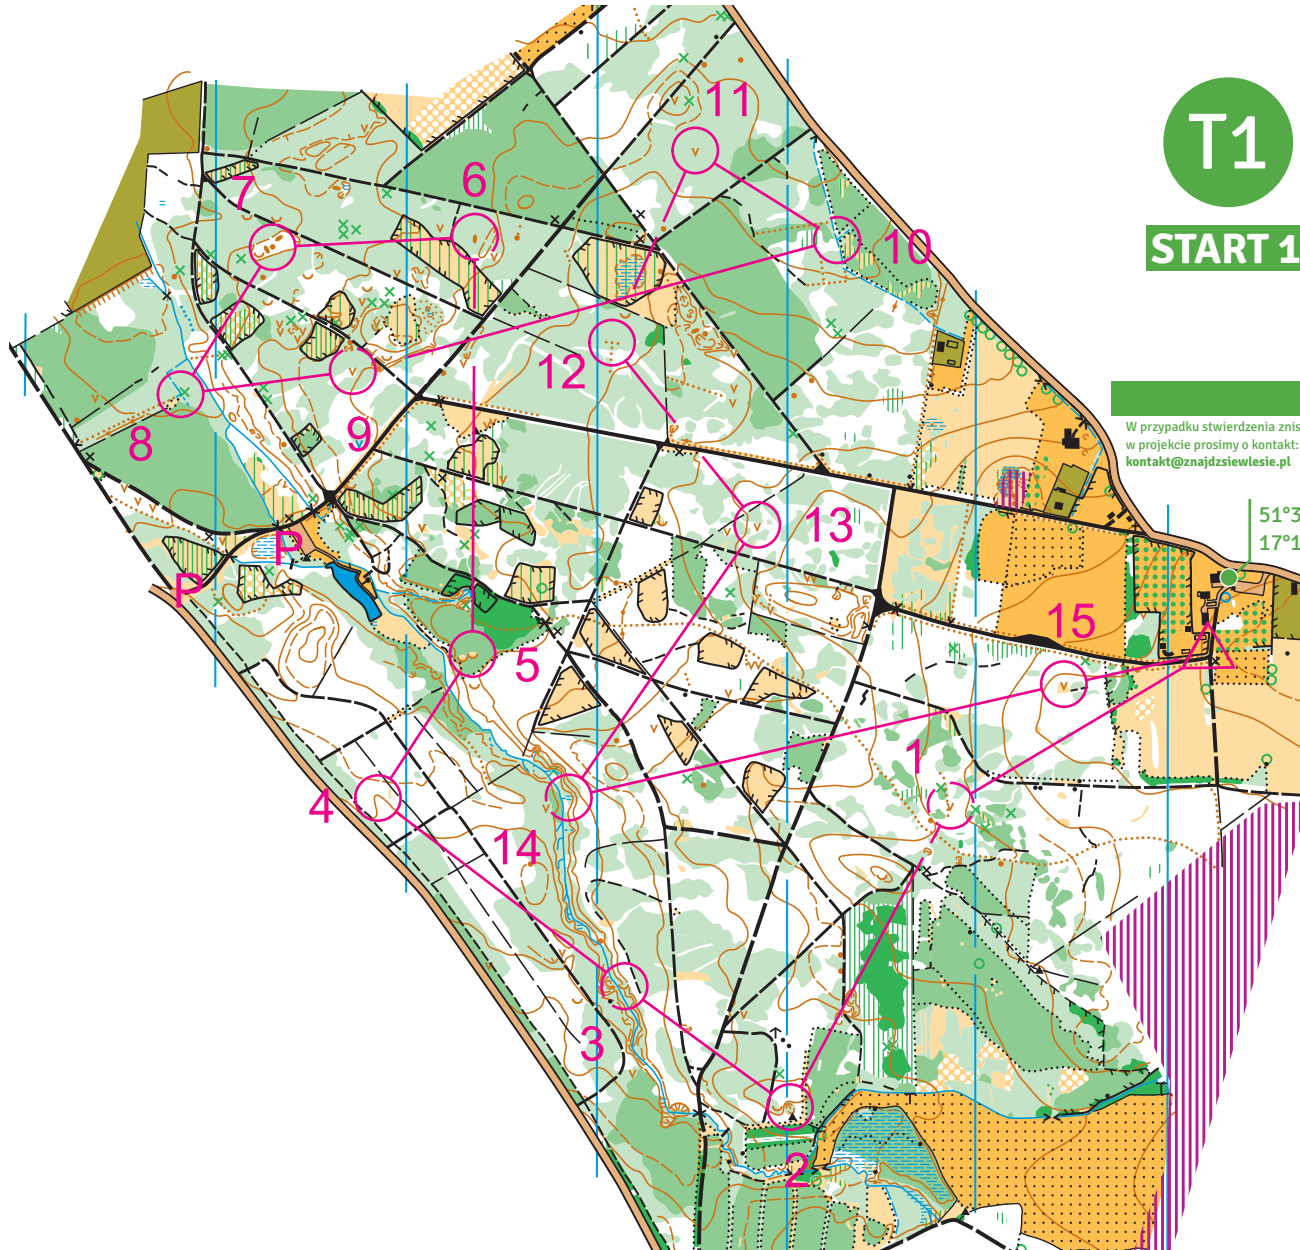 T1
START 1
W przypadku stwierdzenia znis
w projekcie prosimy o kontakt:
kontakt@znajdzsiewlesie.pl
51°3
17°1
11
6
7
10
12
9
8
13
P
P
15
5
1
4
14
3
2